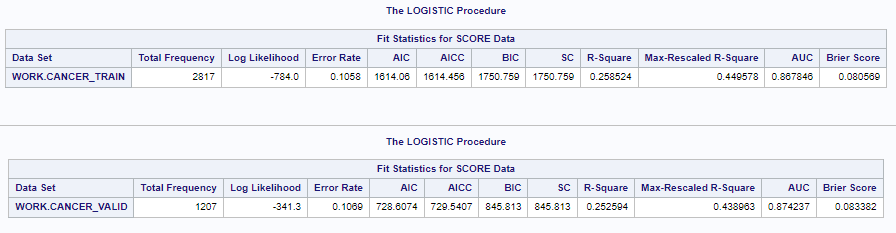 The LOGISTIC Procedure
Fit Statistics for SCORE Data
Data Set Total Frequency Log Likelihood Error Rate AIC AICC BIC SC R-Square Max-Rescaled R-Square AUC Brier Score
WORK.CANCER_TRAIN 2817 -784.0 0.1058 1614.06 1614.456 1750.759 1750.759 0.258524 0.449578 0.867846 0.080569
The LOGISTIC Procedure
Fit Statistics for SCORE Data
Data Set Total Frequency Log Likelihood Error Rate AIC AICC BIC SC R-Square Max-Rescaled R-Square AUC Brier Score
WORK.CANCER_VALID 1207 -341.3 0.1069 728.6074 729.5407 845.813 845.813 0.252594 0.438963 0.874237 0.083382